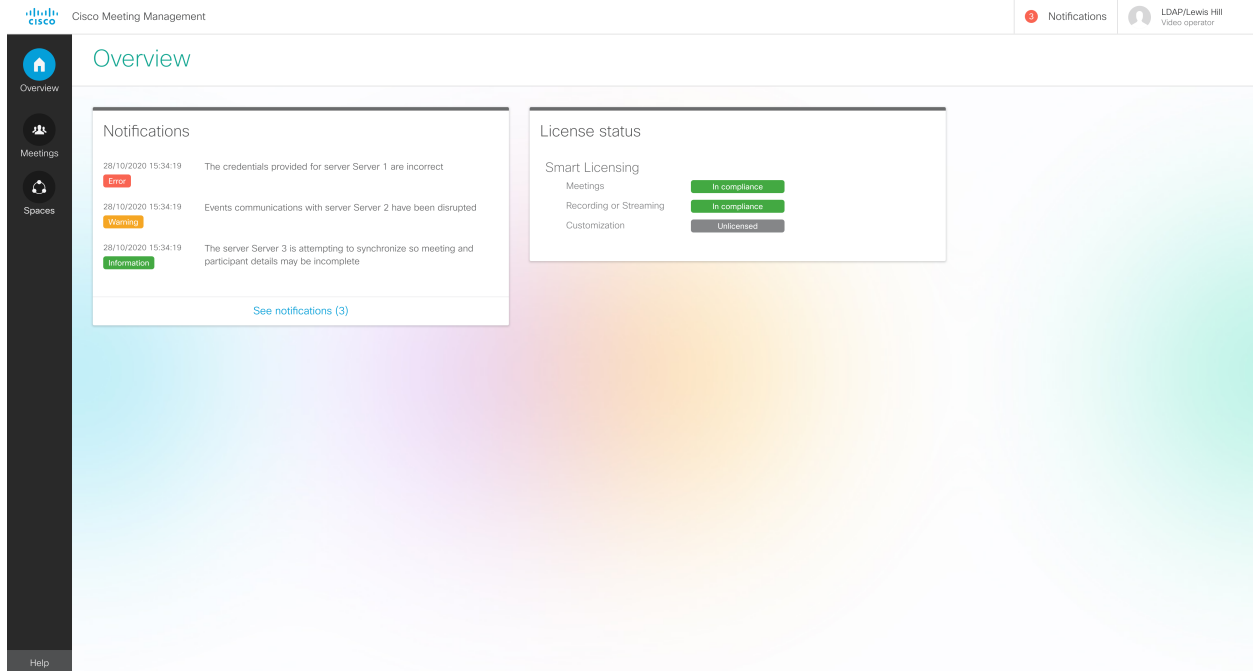 CISCO
Cisco Meeting Management
3 Notifications
LDAP/Lewis Hill
Video operator
Overview
Overview
Meetings
Spaces
Help
Notifications
28/10/2020 15:34:19 The credentials provided for server Server 1 are incorrect
Error
28/10/2020 15:34:19 Events communications with server Server 2 have been disrupted
Warning
28/10/2020 15:34:19 The server Server 3 is attempting to synchronize so meeting and
participant details may be incomplete
Information
See notifications (3)
License status
Smart Licensing
Meetings In compliance
Recording or Streaming In compliance
Customization Unlicensed